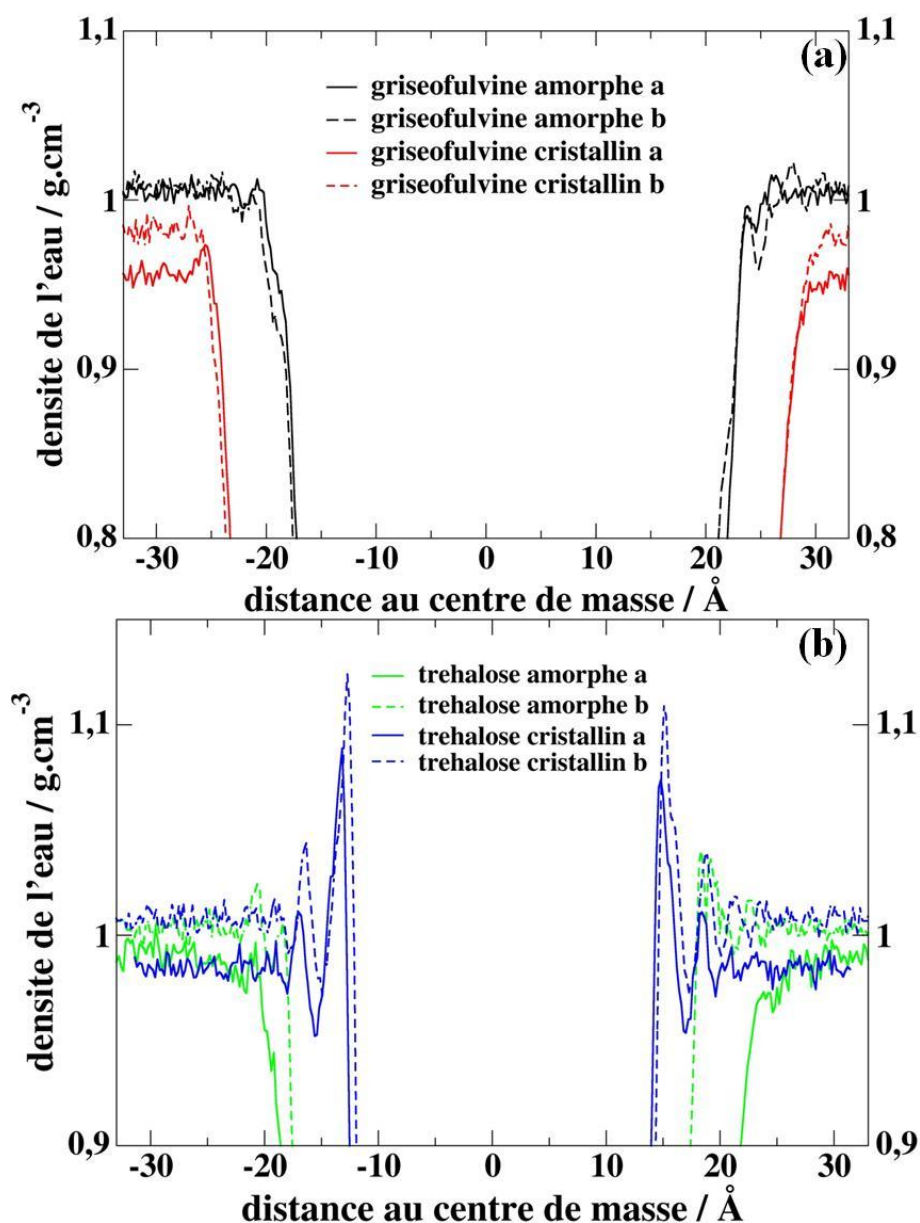 1,1
1,1
(a)
griseofulvine amorphe a
griseofulvine amorphe b
griseofulvine cristallin a
griseofulvine cristallin b
densite de l'eau / g.cm-3
1
1
0,9
0,9
0,8
0,8
-30 -20 -10 0 10 20 30
distance au centre de masse / Å
(b)
trehalose amorphe a
trehalose amorphe b
trehalose cristallin a
trehalose cristallin b
densite de l'eau / g.cm-3
1,1
1,1
1
1
0,9
0,9
-30 -20 -10 0 10 20 30
distance au centre de masse / Å